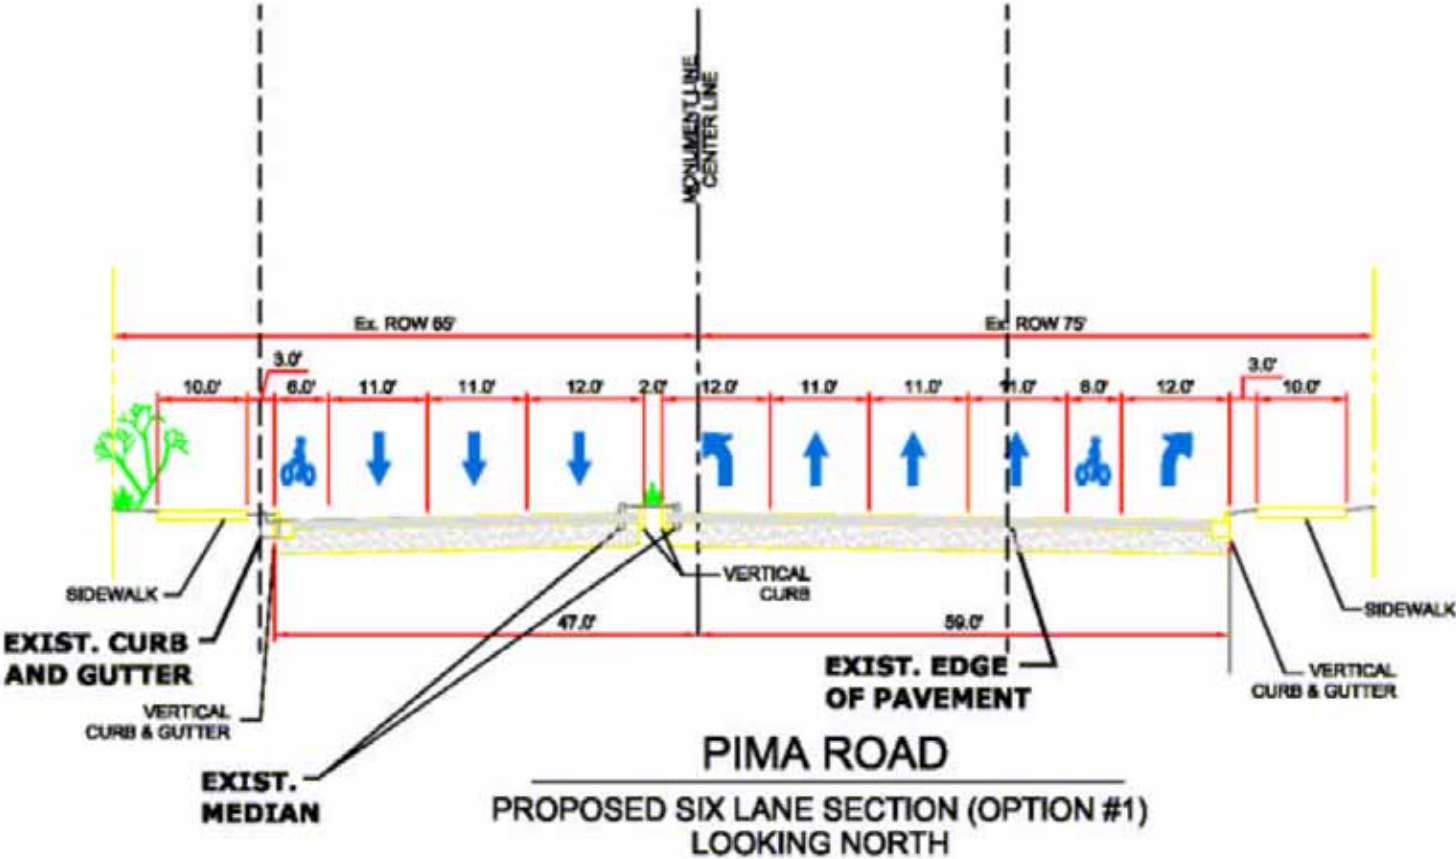 MONUMENT LINE
CENTER LINE
Ex. ROW 65'
Ex. ROW 75'
3.0'
3.0'
10.0' 6.0' 11.0' 11.0' 12.0' 2.0' 12.0' 11.0' 11.0' 11.0' 6.0' 12.0' 10.0'
SIDEWALK
VERTICAL
CURB
SIDEWALK
47.0'
59.0'
EXIST. CURB
AND GUTTER
EXIST. EDGE
OF PAVEMENT
VERTICAL
CURB & GUTTER
VERTICAL
CURB & GUTTER
EXIST.
MEDIAN
PIMA ROAD
PROPOSED SIX LANE SECTION (OPTION #1)
LOOKING NORTH